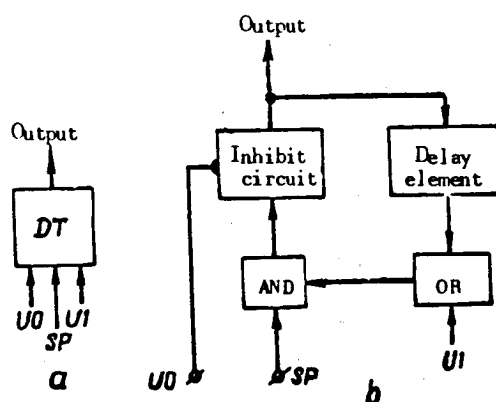 Output
DT
U0
SP
U1
a
Output
Inhibit
circuit
Delay
element
AND
OR
U0
SP
U1
b